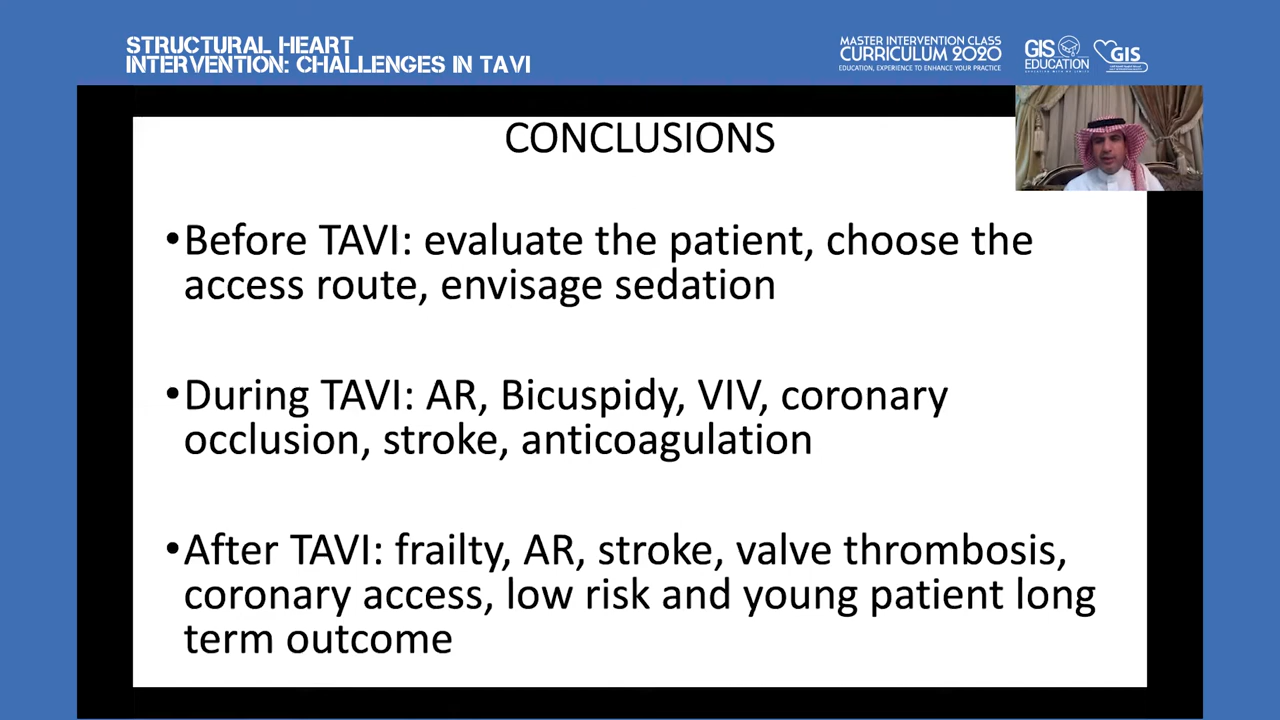 STRUCTURAL HEART
INTERVENTION: CHALLENGES IN TAVI
MASTER INTERVENTION CLASS
CURRICULUM 2020
EDUCATION, EXPERIENCE TO ENHANCE YOUR PRACTICE
GIS
EDUCATION
GIS
CONCLUSIONS
•Before TAVI: evaluate the patient, choose the
access route, envisage sedation
•During TAVI: AR, Bicuspidy, VIV, coronary
occlusion, stroke, anticoagulation
•After TAVI: frailty, AR, stroke, valve thrombosis,
coronary access, low risk and young patient long
term outcome